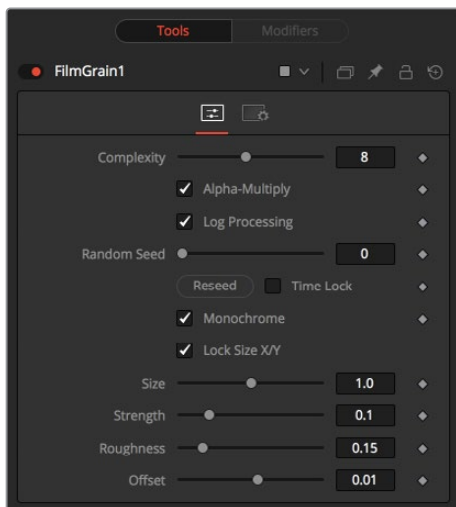 Tools Modifiers
FilmGrain1
Complexity 8
Alpha-Multiply
Log Processing
Random Seed 0
Reseed Time Lock
Monochrome
Lock Size X/Y
Size 1.0
Strength 0.1
Roughness 0.15
Offset 0.01